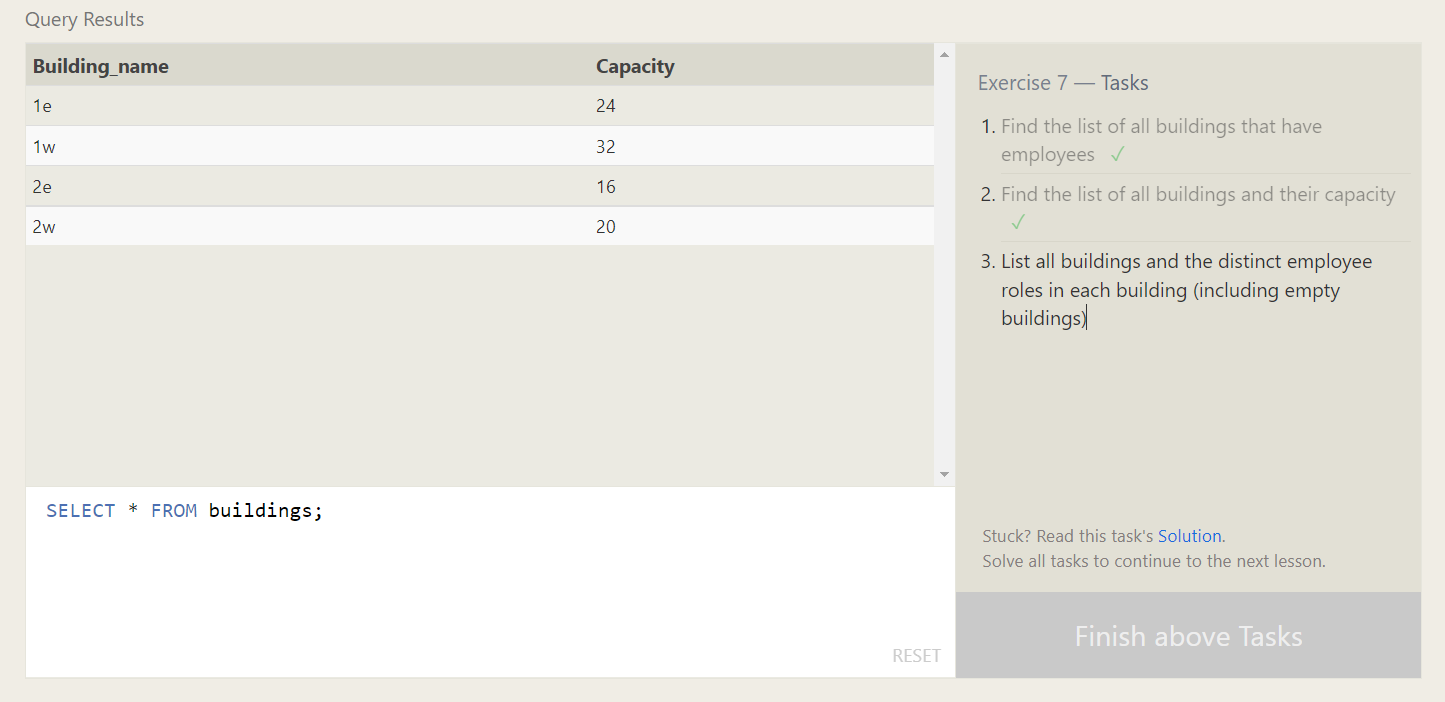 Query Results
Building_name Capacity
1e 24
1w 32
2e 16
2w 20
SELECT * FROM buildings;
RESET
Exercise 7 — Tasks
1. Find the list of all buildings that have
employees ✓
2. Find the list of all buildings and their capacity
✓
3. List all buildings and the distinct employee
roles in each building (including empty
buildings)
Stuck? Read this task's Solution.
Solve all tasks to continue to the next lesson.
Finish above Tasks